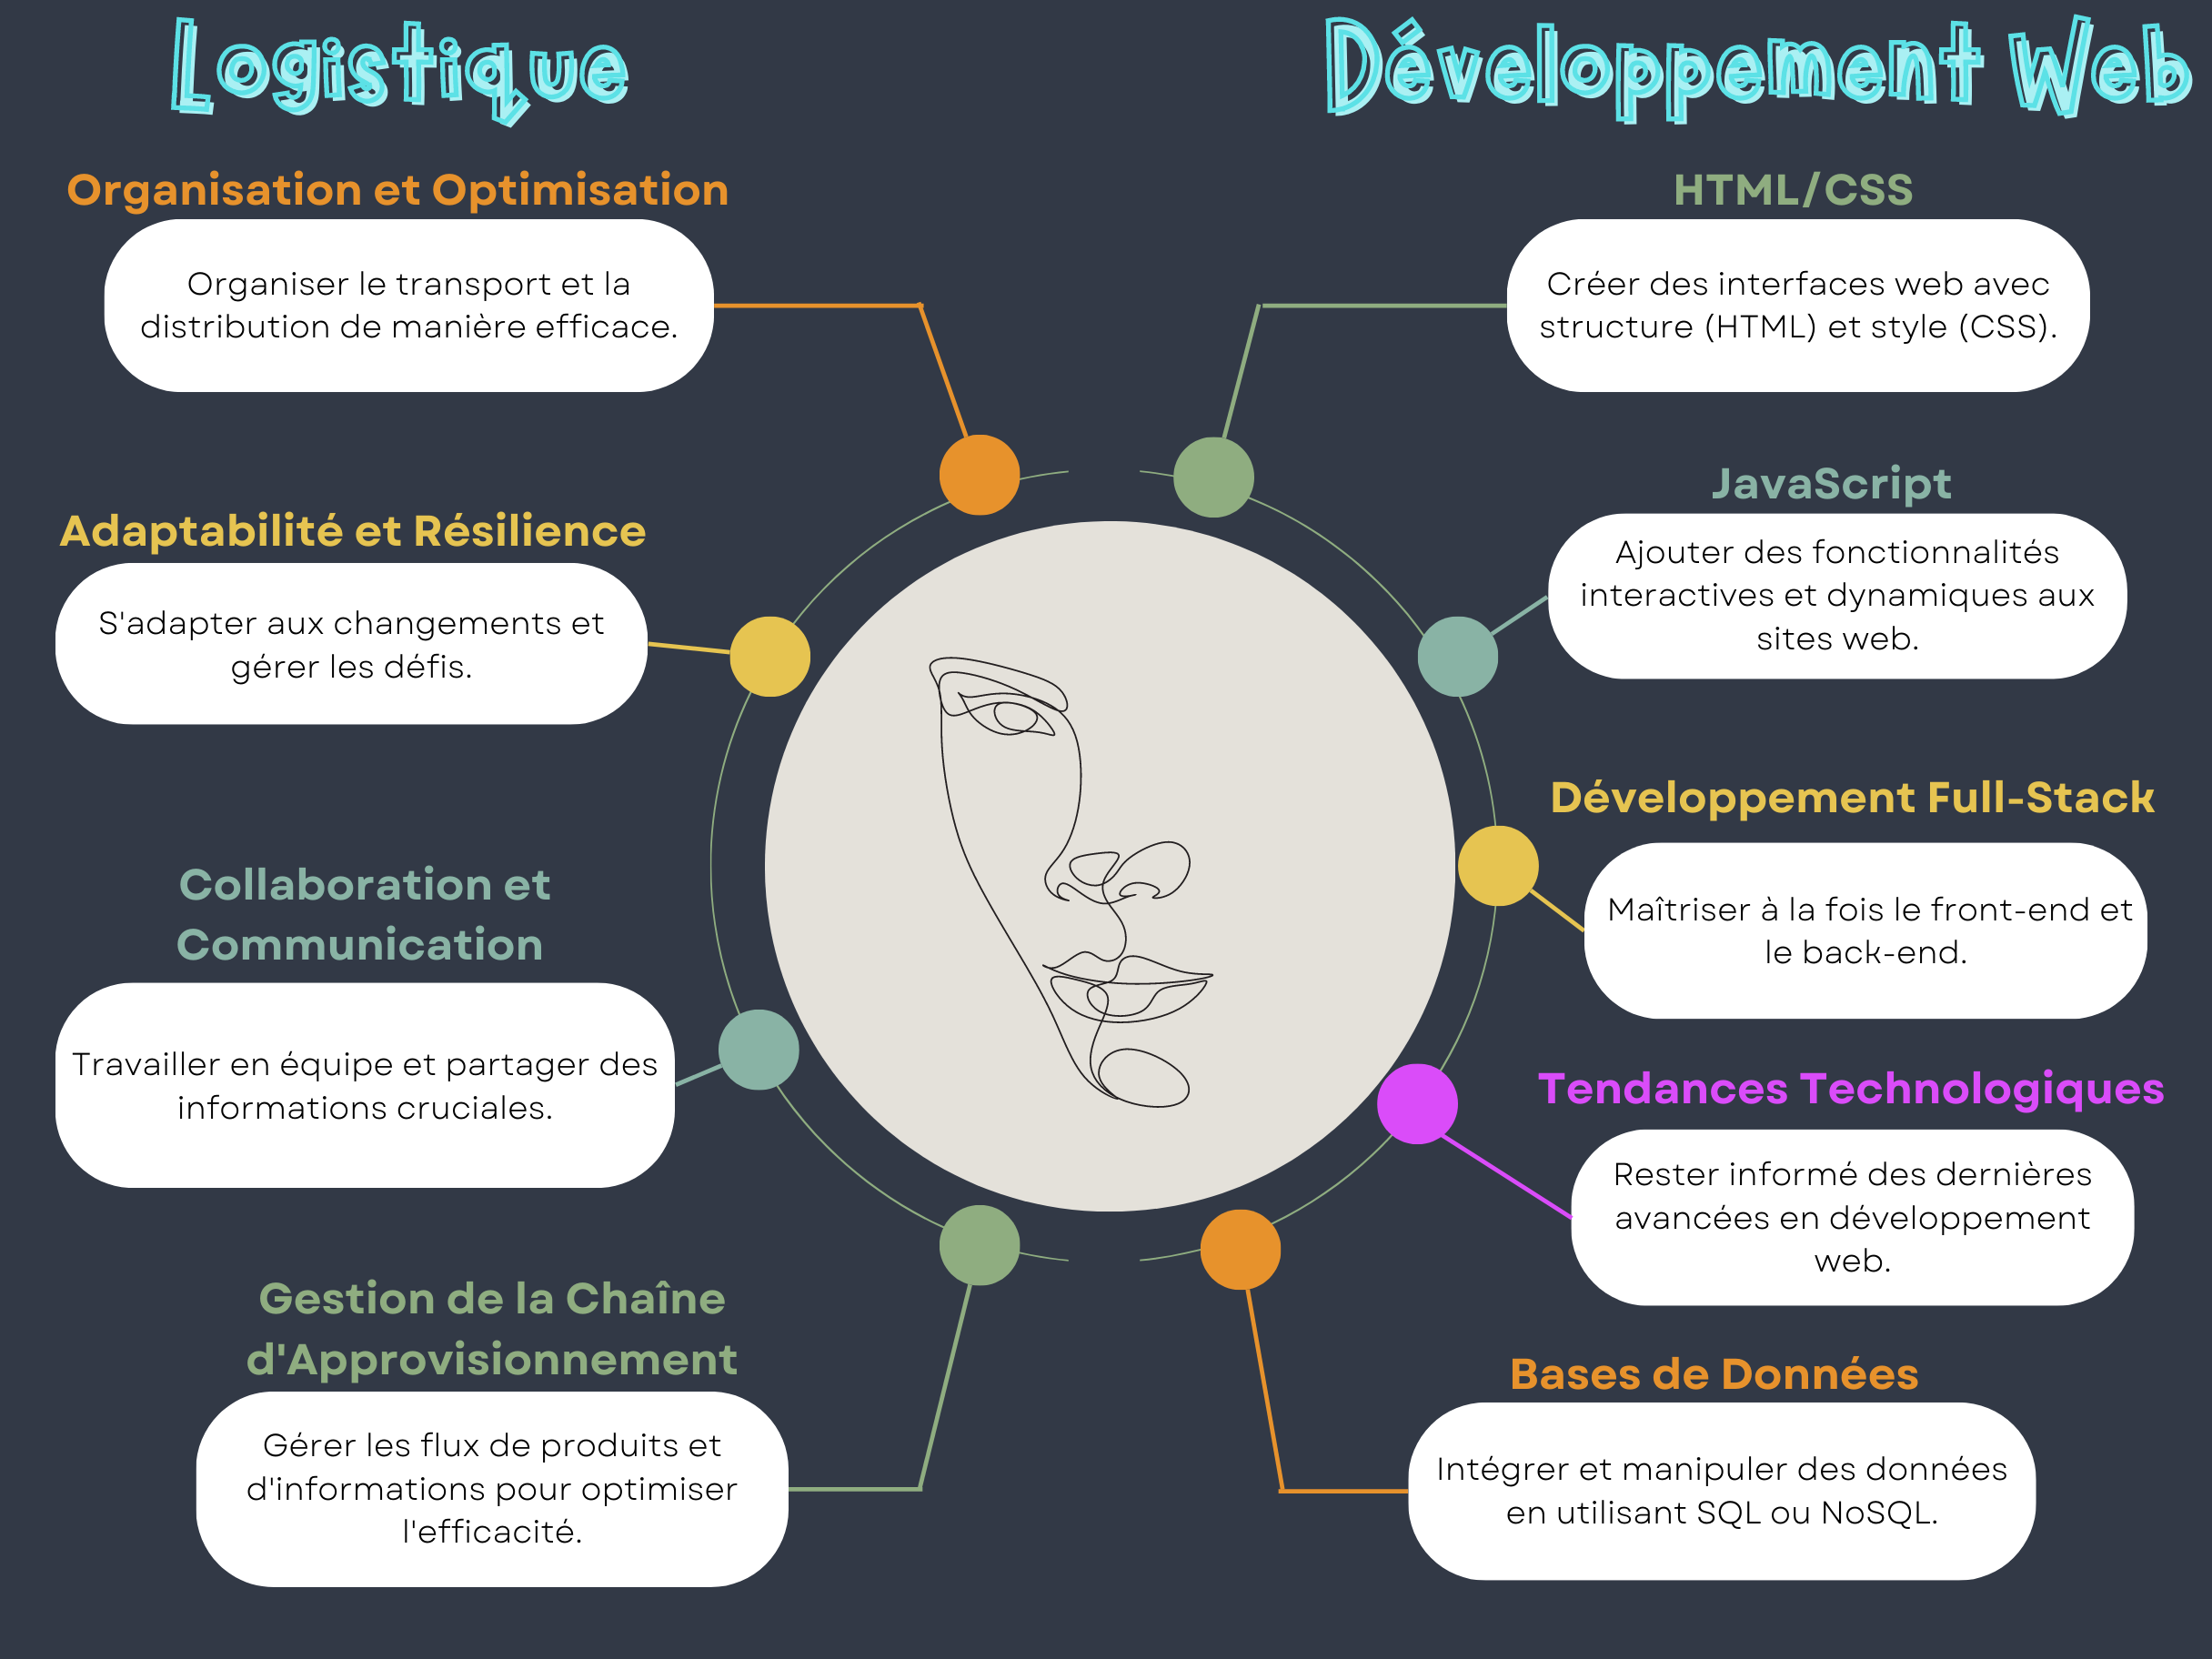 Logistique
Organisation et Optimisation
Organiser le transport et la
distribution de manière efficace.
Adaptabilité et Résilience
S'adapter aux changements et
gérer les défis.
Collaboration et
Communication
Travailler en équipe et partager des
informations cruciales.
Gestion de la Chaîne
d'Approvisionnement
Gérer les flux de produits et
d'informations pour optimiser
l'efficacité.
Développement Web
HTML/CSS
Créer des interfaces web avec
structure (HTML) et style (CSS).
JavaScript
Ajouter des fonctionnalités
interactives et dynamiques aux
sites web.
Développement Full-Stack
Maîtriser à la fois le front-end et
le back-end.
Tendances Technologiques
Rester informé des dernières
avancées en développement
web.
Bases de Données
Intégrer et manipuler des données
en utilisant SQL ou NoSQL.